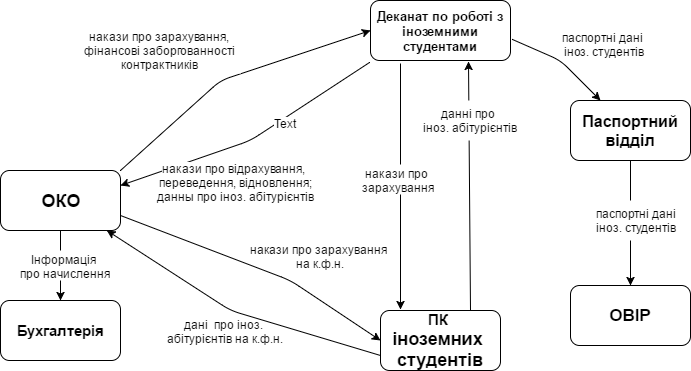 Деканат по роботі з
іноземними
студентами
накази про зарахування,
фінансові заборгованності
контрактників
паспортні дані
іноз. студентів
Text
данні про
іноз. абітурієнтів
Паспортний
відділ
накази про відрахування,
переведення, відновлення;
данны про іноз. абітурієнтів
накази про
зарахування
ОКО
паспортні дані
іноз. студентів
Інформація
про начислення
накази про зарахування
на к.ф.н.
Бухгалтерія
дані про іноз.
абітурієнтів на к.ф.н.
ПК
іноземних
студентів
ОВІР